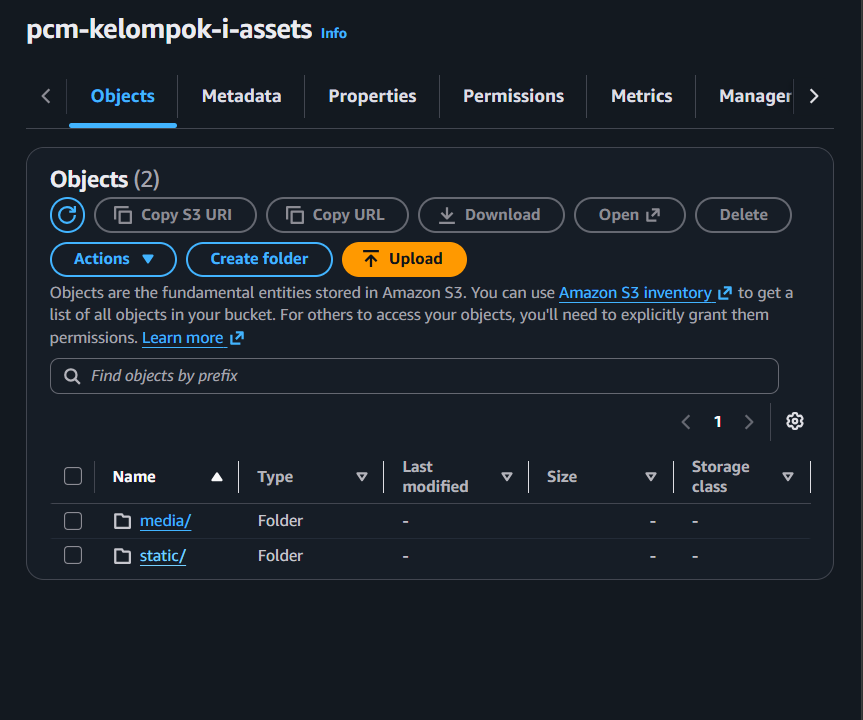 pcm-kelompok-i-assets Info
Objects Metadata Properties Permissions Metrics Manager
Objects (2)
Copy S3 URI Copy URL Download Open Delete
Actions Create folder Upload
Objects are the fundamental entities stored in Amazon S3. You can use Amazon S3 inventory to get a
list of all objects in your bucket. For others to access your objects, you'll need to explicitly grant them
permissions. Learn more
Find objects by prefix
1
Name Type Last modified Size Storage class
media/ Folder - - -
static/ Folder - - -